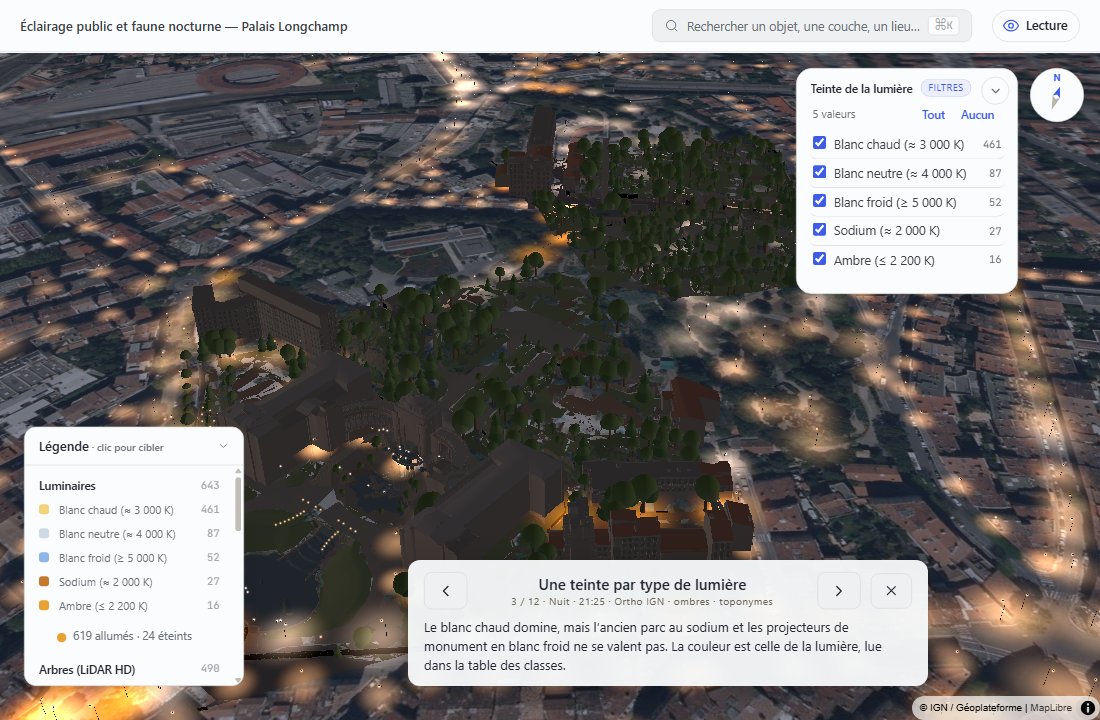 Éclairage public et faune nocturne — Palais Longchamp
Rechercher un objet, une couche, un lieu... ⌘K
Lecture
Teinte de la lumière FILTRES
5 valeurs Tout Aucun
Blanc chaud (≈ 3 000 K) 461
Blanc neutre (≈ 4 000 K) 87
Blanc froid (≥ 5 000 K) 52
Sodium (≈ 2 000 K) 27
Ambre (≤ 2 200 K) 16
N
Légende · clic pour cibler
Luminaires 643
Blanc chaud (≈ 3 000 K) 461
Blanc neutre (≈ 4 000 K) 87
Blanc froid (≥ 5 000 K) 52
Sodium (≈ 2 000 K) 27
Ambre (≤ 2 200 K) 16
619 allumés · 24 éteints
Arbres (LiDAR HD) 490
Une teinte par type de lumière
3 / 12 · Nuit · 21:25 · Ortho IGN · ombres · toponymes
Le blanc chaud domine, mais l'ancien parc au sodium et les projecteurs de
monument en blanc froid ne se valent pas. La couleur est celle de la lumière, lue
dans la table des classes.
© IGN / Géoplateforme | MapLibre